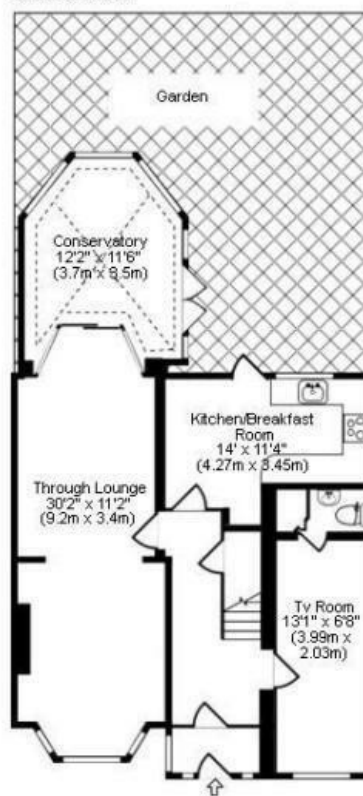 Garden
Conservatory
12'2" x 11'6"
(3.7m x 3.5m)
Kitchen/Breakfast
Room
14' x 11'4"
(4.27m x 3.45m)
Through Lounge
30'2" x 11'2"
(9.2m x 3.4m)
Tv Room
13'1" x 6'8"
(3.99m x
2.03m)